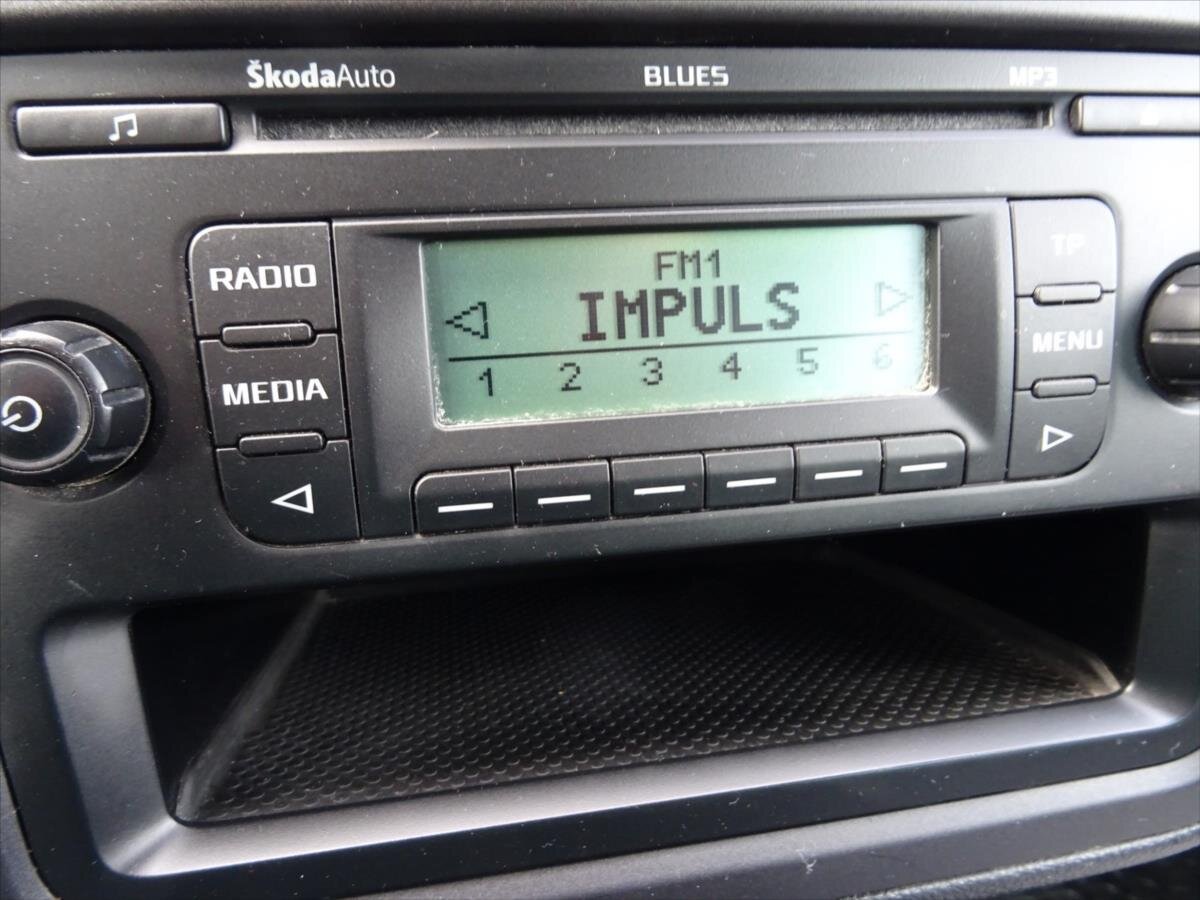 ŠkodaAuto BLUES MP3
RADIO
MEDIA
FM1
IMPULS
1 2 3 4 5 6
TP
MENU